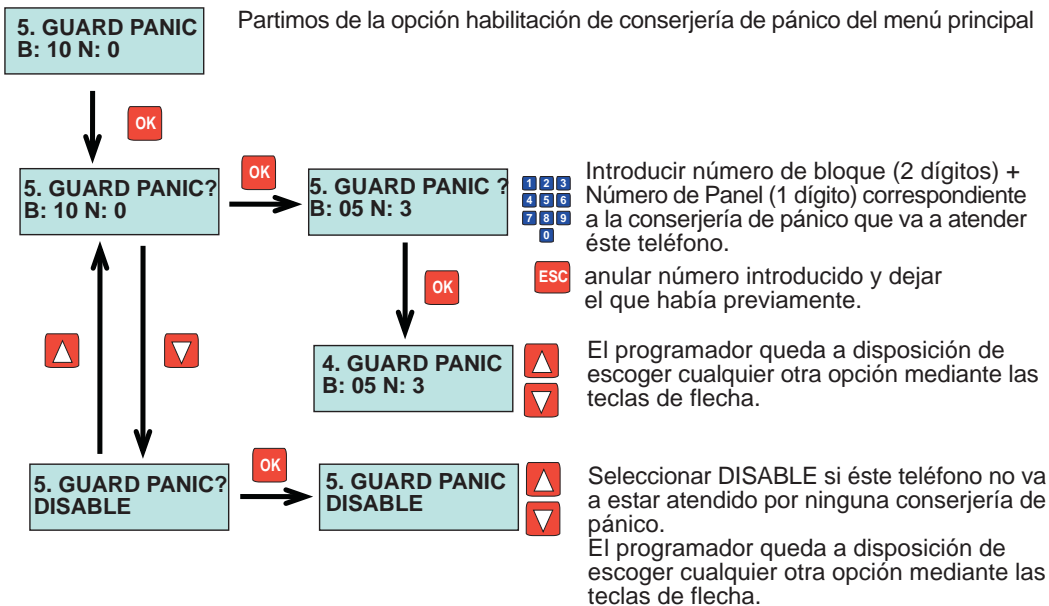 5. GUARD PANIC
B: 10 N: 0
Partimos de la opción habilitación de conserjería de pánico del menú principal
OK
5. GUARD PANIC?
B: 10 N: 0
OK
5. GUARD PANIC ?
B: 05 N: 3
1 2 3
4 5 6
7 8 9
0
Introducir número de bloque (2 dígitos) +
Número de Panel (1 dígito) correspondiente
a la conserjería de pánico que va a atender
éste teléfono.
ESC
anular número introducido y dejar
el que había previamente.
OK
4. GUARD PANIC
B: 05 N: 3
El programador queda a disposición de
escoger cualquier otra opción mediante las
teclas de flecha.
5. GUARD PANIC?
DISABLE
OK
5. GUARD PANIC
DISABLE
Seleccionar DISABLE si éste teléfono no va
a estar atendido por ninguna conserjería de
pánico.
El programador queda a disposición de
escoger cualquier otra opción mediante las
teclas de flecha.